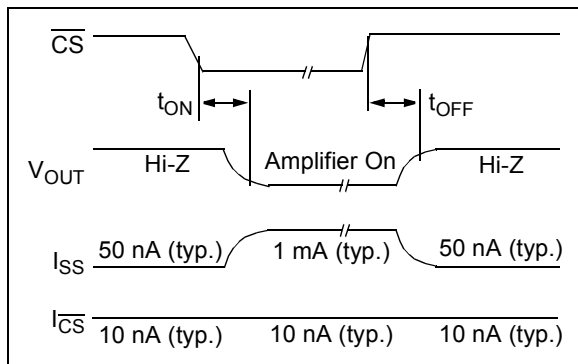 CS
tON
tOFF
VOUT
Hi-Z
Amplifier On
Hi-Z
ISS
50 nA (typ.)
1 mA (typ.)
50 nA (typ.)
ICS
10 nA (typ.)
10 nA (typ.)
10 nA (typ.)